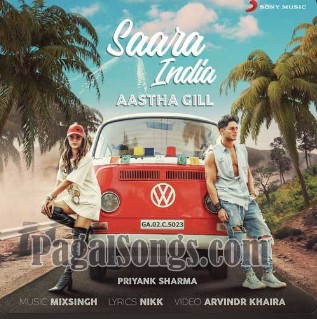 SONY MUSIC
Saara
India
AASTHA GILL
GA.02.C.5023
PagalSongs.com
PRIYANK SHARMA
MUSIC MIXSINGH LYRICS NIKK VIDEO ARVINDR KHAIRA